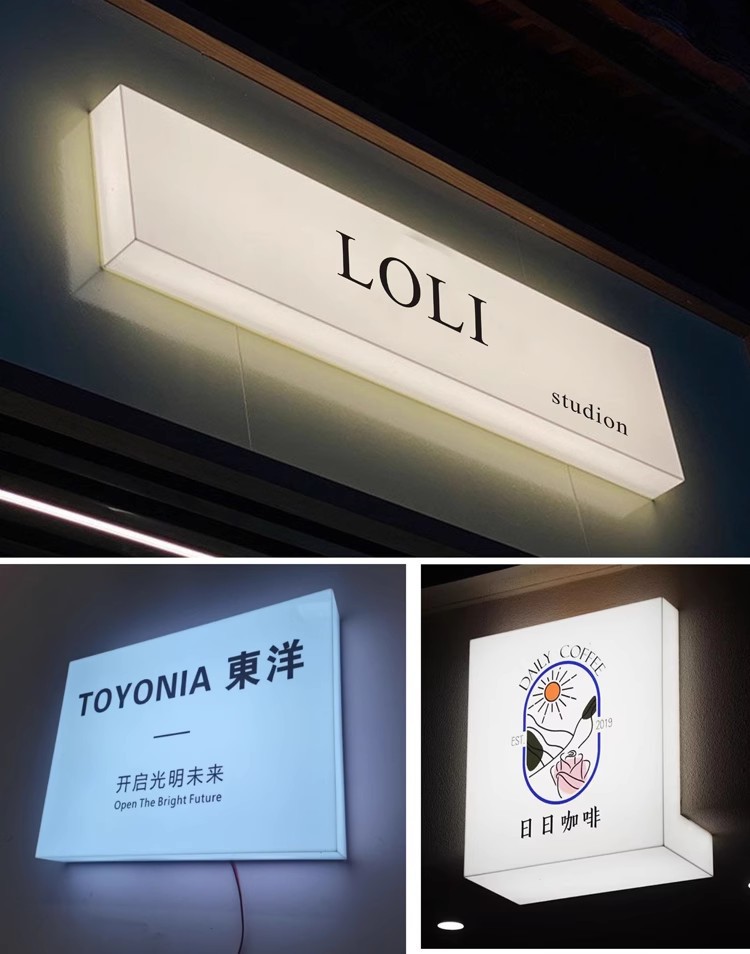 LOLI
studion
TOYONIA 東洋
开启光明未来
Open The Bright Future
DAILY COFFEE
EST. 2019
日日咖啡